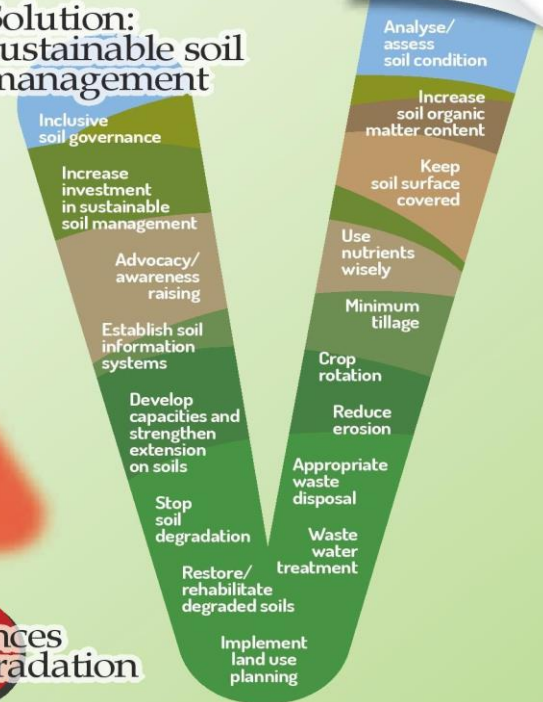 Solution:
sustainable soil
management
Inclusive
soil governance
Increase
investment
in sustainable
soil management
Advocacy/
awareness
raising
Establish soil
information
systems
Develop
capacities and
strengthen
extension
on soils
Stop
soil
degradation
Restore/
rehabilitate
degraded soils
Implement
land use
planning
Analyse/
assess
soil condition
Increase
soil organic
matter content
Keep
soil surface
covered
Use
nutrients
wisely
Minimum
tillage
Crop
rotation
Reduce
erosion
Appropriate
waste
disposal
Waste
water
treatment